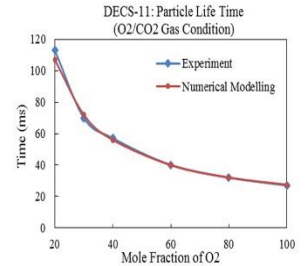 DECS-11: Particle Life Time
(O2/CO2 Gas Condition)
120
100
80
60
40
20
0
Time (ms)
Experiment
Numerical Modelling
20 40 60 80 100
Mole Fraction of O2